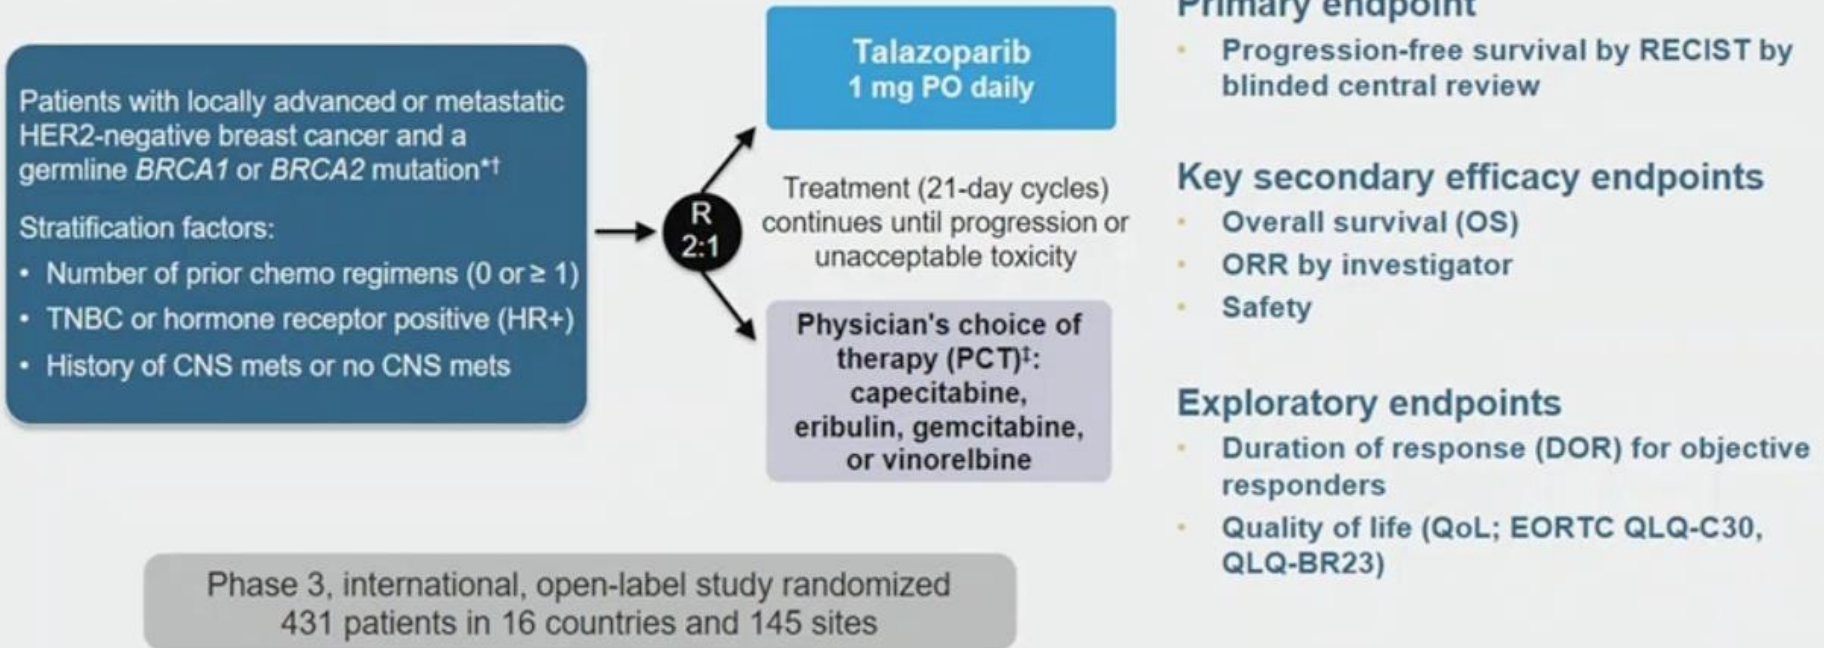 Patients with locally advanced or metastatic
HER2-negative breast cancer and a
germline BRCA1 or BRCA2 mutation*†
Stratification factors:
• Number of prior chemo regimens (0 or ≥ 1)
• TNBC or hormone receptor positive (HR+)
• History of CNS mets or no CNS mets
R
2:1
Talazoparib
1 mg PO daily
Treatment (21-day cycles)
continues until progression or
unacceptable toxicity
Physician's choice of
therapy (PCT)‡:
capecitabine,
eribulin, gemcitabine,
or vinorelbine
Phase 3, international, open-label study randomized
431 patients in 16 countries and 145 sites
Primary endpoint
• Progression-free survival by RECIST by
blinded central review
Key secondary efficacy endpoints
• Overall survival (OS)
• ORR by investigator
• Safety
Exploratory endpoints
• Duration of response (DOR) for objective
responders
• Quality of life (QoL; EORTC QLQ-C30,
QLQ-BR23)